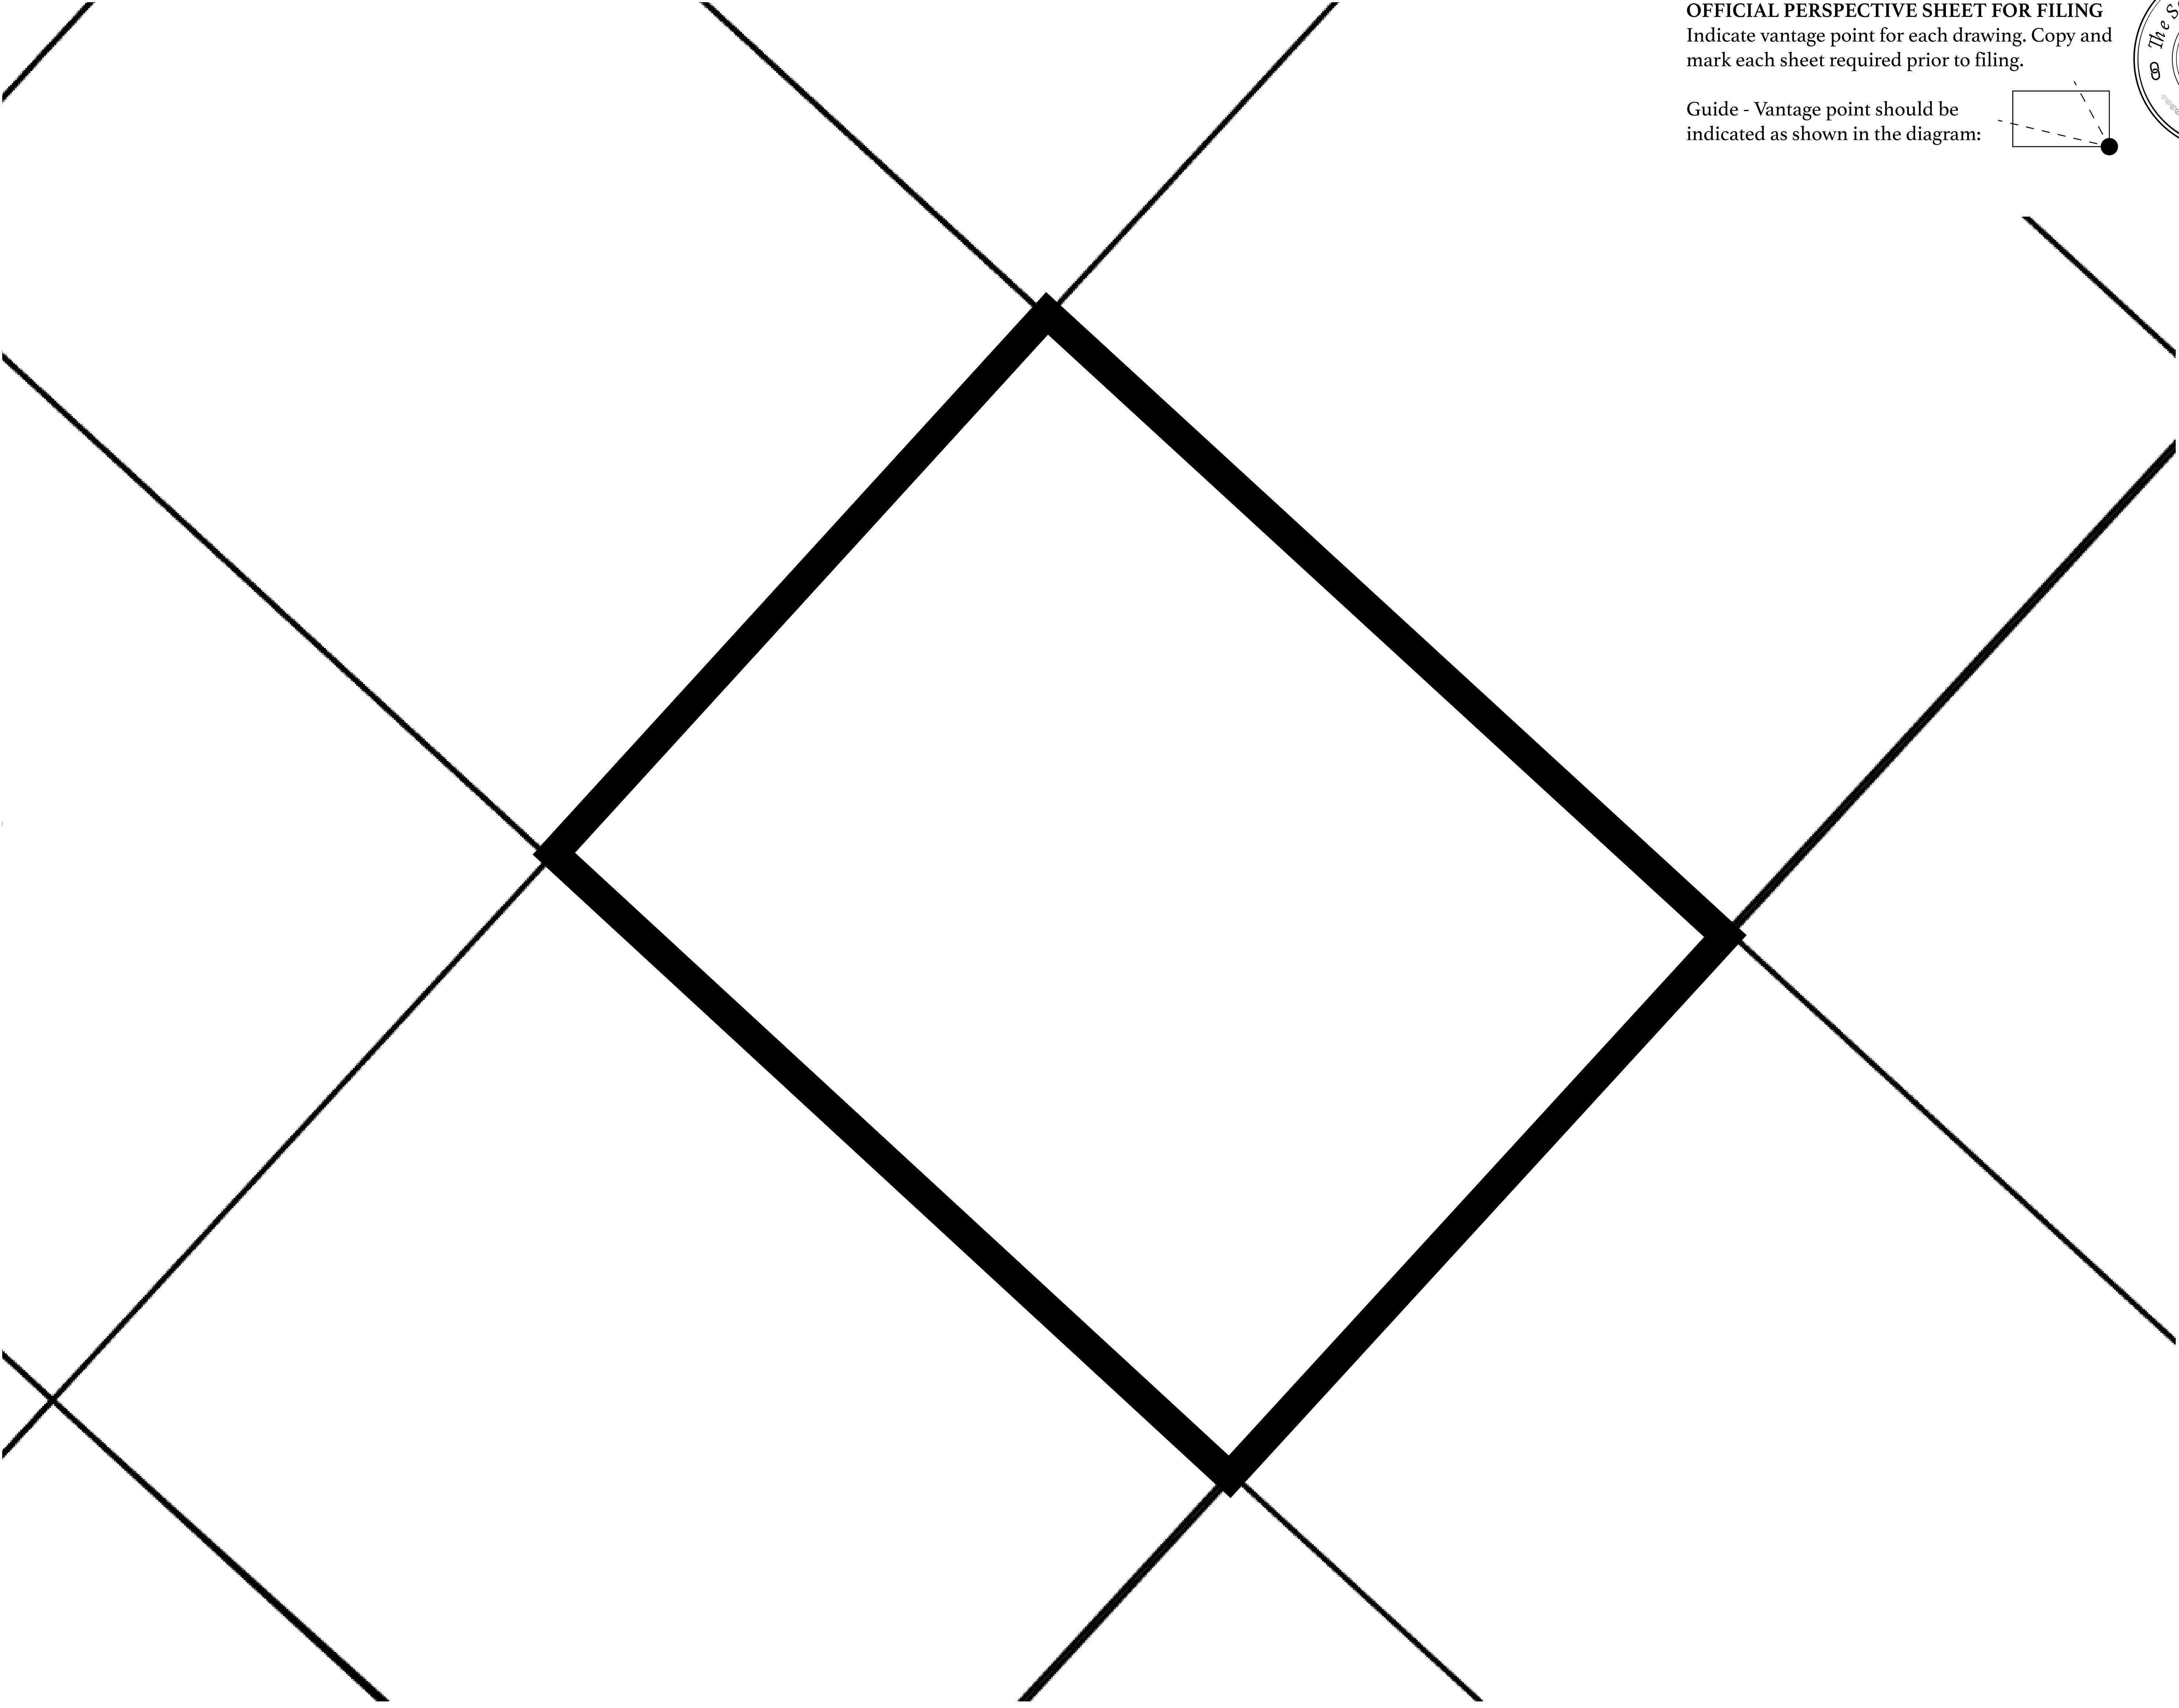 OFFICIAL PERSPECTIVE SHEET FOR FILING
Indicate vantage point for each drawing. Copy and
mark each sheet required prior to filing.
Guide - Vantage point should be
indicated as shown in the diagram:
The